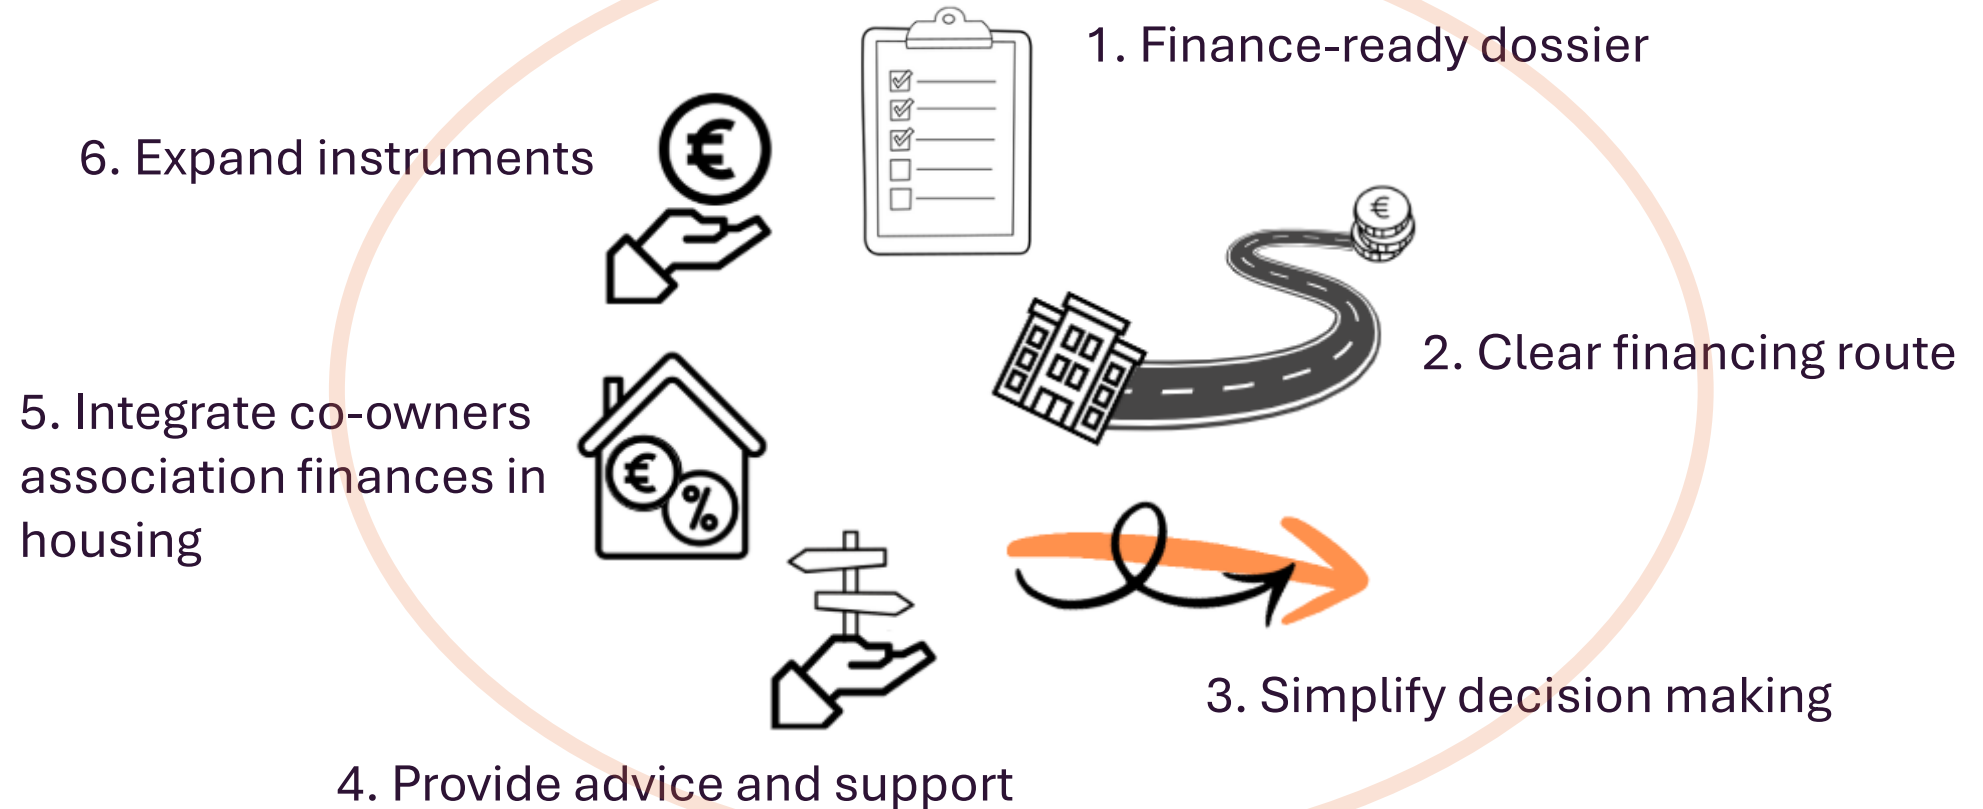 1. Finance-ready dossier
€
6. Expand instruments
€
2. Clear financing route
5. Integrate co-owners
association finances in
housing
€
%
3. Simplify decision making
4. Provide advice and support